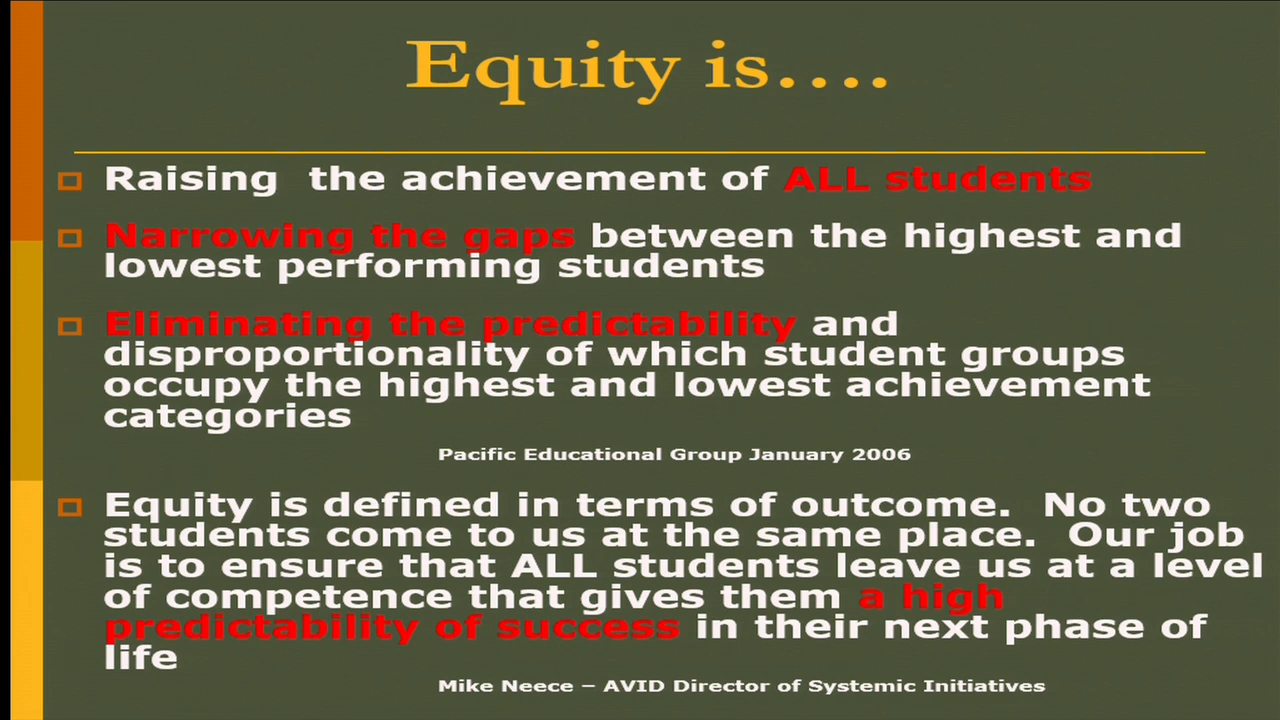 Equity is....
Raising  the achievement of ALL students
Narrowing the gaps between the highest and
lowest performing students
Eliminating the predictability and
disproportionality of which student groups
occupy the highest and lowest achievement
categories
Pacific Educational Group January 2006
Equity is defined in terms of outcome.  No two
students come to us at the same place.  Our job
is to ensure that ALL students leave us at a level
of competence that gives them a high
predictability of success in their next phase of
life
Mike Neece – AVID Director of Systemic Initiatives